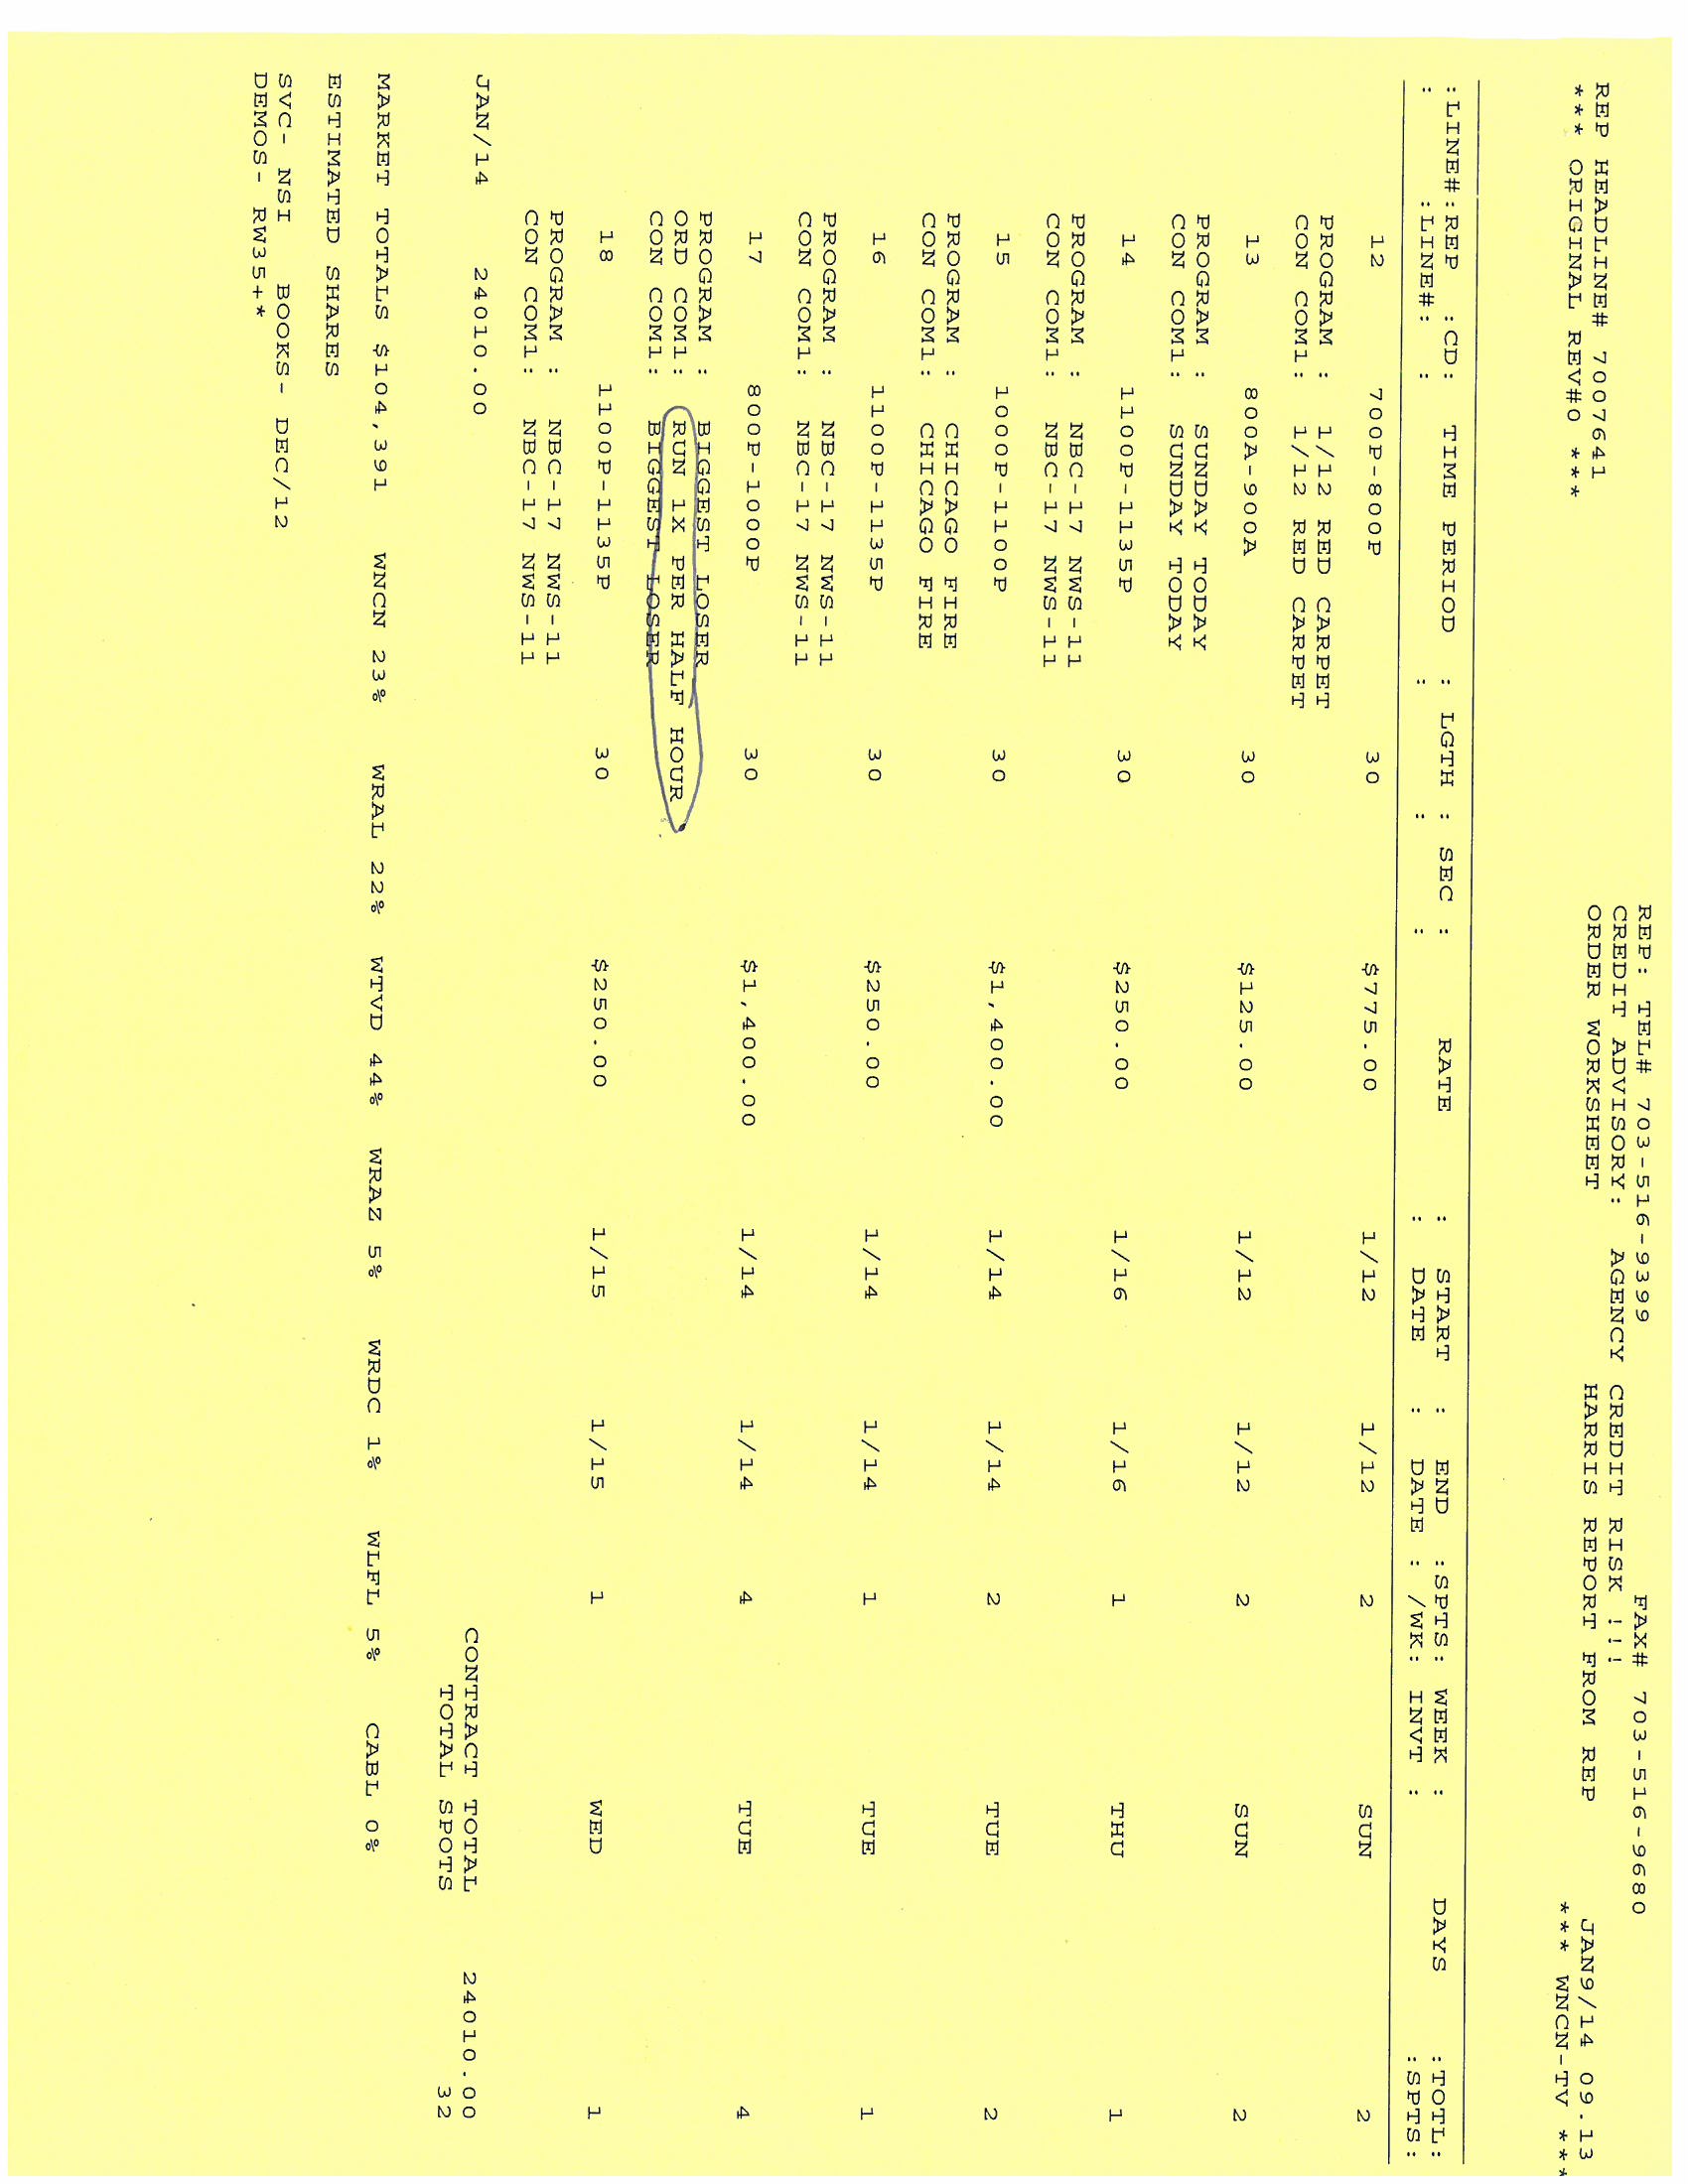 REP: TEL# 703-516-9399 FAX# 703-516-9680
CREDIT ADVISORY: AGENCY CREDIT RISK !!! JAN9/14 09.13
REP HEADLINE# 7007641 ORDER WORKSHEET HARRIS REPORT FROM REP *** WNCN-TV ***
*** ORIGINAL REV#0 ***
:LINE#:REP :CD: TIME PERIOD : LGTH : SEC : RATE : START : END :SPTS: WEEK : DAYS :TOTL:
: :LINE#: : : : : : DATE : DATE : /WK: INVT : :SPTS:
12 700P-800P 30 $775.00 1/12 1/12 2 SUN 2
PROGRAM : 1/12 RED CARPET
CON COM1: 1/12 RED CARPET
13 800A-900A 30 $125.00 1/12 1/12 2 SUN 2
PROGRAM : SUNDAY TODAY
CON COM1: SUNDAY TODAY
14 1100P-1135P 30 $250.00 1/16 1/16 1 THU 1
PROGRAM : NBC-17 NWS-11
CON COM1: NBC-17 NWS-11
15 1000P-1100P 30 $1,400.00 1/14 1/14 2 TUE 2
PROGRAM : CHICAGO FIRE
CON COM1: CHICAGO FIRE
16 1100P-1135P 30 $250.00 1/14 1/14 1 TUE 1
PROGRAM : NBC-17 NWS-11
CON COM1: NBC-17 NWS-11
17 800P-1000P 30 $1,400.00 1/14 1/14 4 TUE 4
PROGRAM : BIGGEST LOSER
ORD COM1: RUN 1X PER HALF HOUR
CON COM1: BIGGEST LOSER
18 1100P-1135P 30 $250.00 1/15 1/15 1 WED 1
PROGRAM : NBC-17 NWS-11
CON COM1: NBC-17 NWS-11
JAN/14 24010.00 CONTRACT TOTAL 24010.00
TOTAL SPOTS 32
MARKET TOTALS $104,391 WNCN 23% WRAL 22% WTVD 44% WRAZ 5% WRDC 1% WLFL 5% CABL 0%
ESTIMATED SHARES
SVC- NSI BOOKS- DEC/12
DEMOS- RW35+*